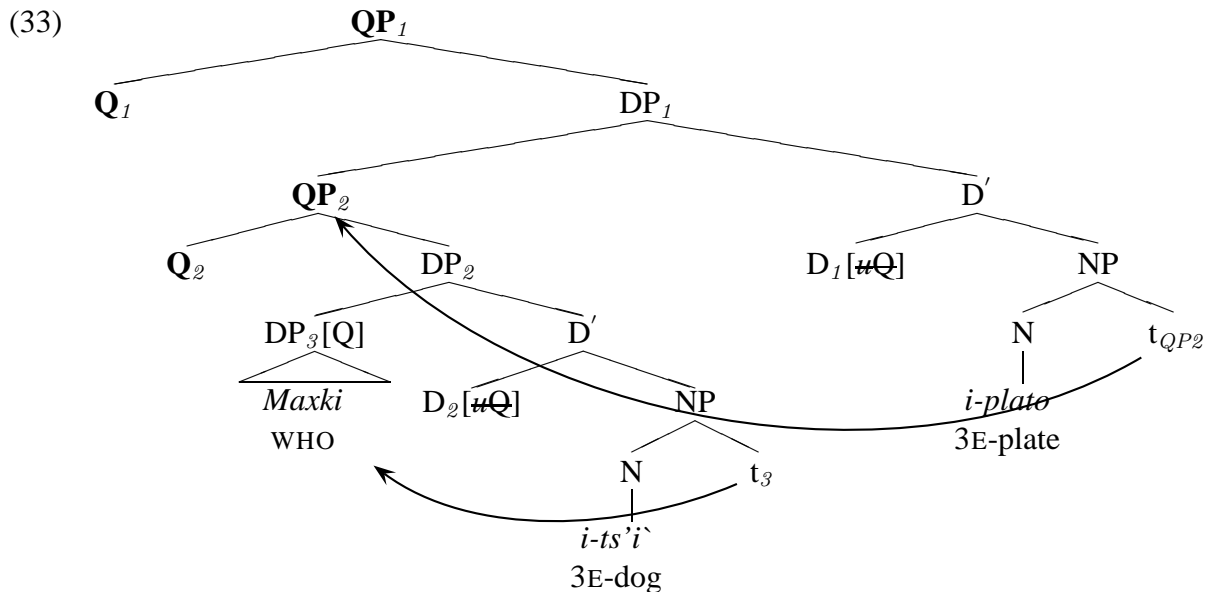 (33) QP1
Q1 DP1
QP2 D′
Q2 DP2 D1[uQ] NP
DP3[Q] D′ N tQP2
Maxki D2[uQ] NP i-plato
WHO 3E-plate
N t3
i-ts’i`
3E-dog